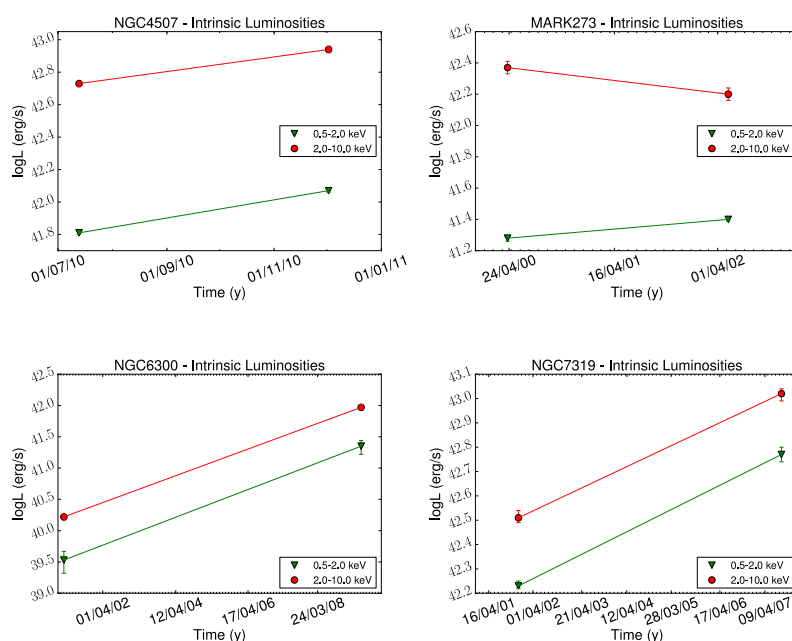 NGC4507 - Intrinsic Luminosities
43.0
42.8
42.6
42.4
42.2
42.0
41.8
logL (erg/s)
0.5-2.0 keV
2.0-10.0 keV
01/07/10
01/09/10
01/11/10
01/01/11
Time (y)
MARK273 - Intrinsic Luminosities
42.6
42.4
42.2
42.0
41.8
41.6
41.4
41.2
logL (erg/s)
0.5-2.0 keV
2.0-10.0 keV
24/04/00
16/04/01
01/04/02
Time (y)
NGC6300 - Intrinsic Luminosities
42.5
42.0
41.5
41.0
40.5
40.0
39.5
39.0
logL (erg/s)
0.5-2.0 keV
2.0-10.0 keV
01/04/02
12/04/04
17/04/06
24/03/08
Time (y)
NGC7319 - Intrinsic Luminosities
43.1
43.0
42.9
42.8
42.7
42.6
42.5
42.4
42.3
42.2
logL (erg/s)
0.5-2.0 keV
2.0-10.0 keV
16/04/01
01/04/02
21/04/03
12/04/04
28/03/05
17/04/06
09/04/07
Time (y)